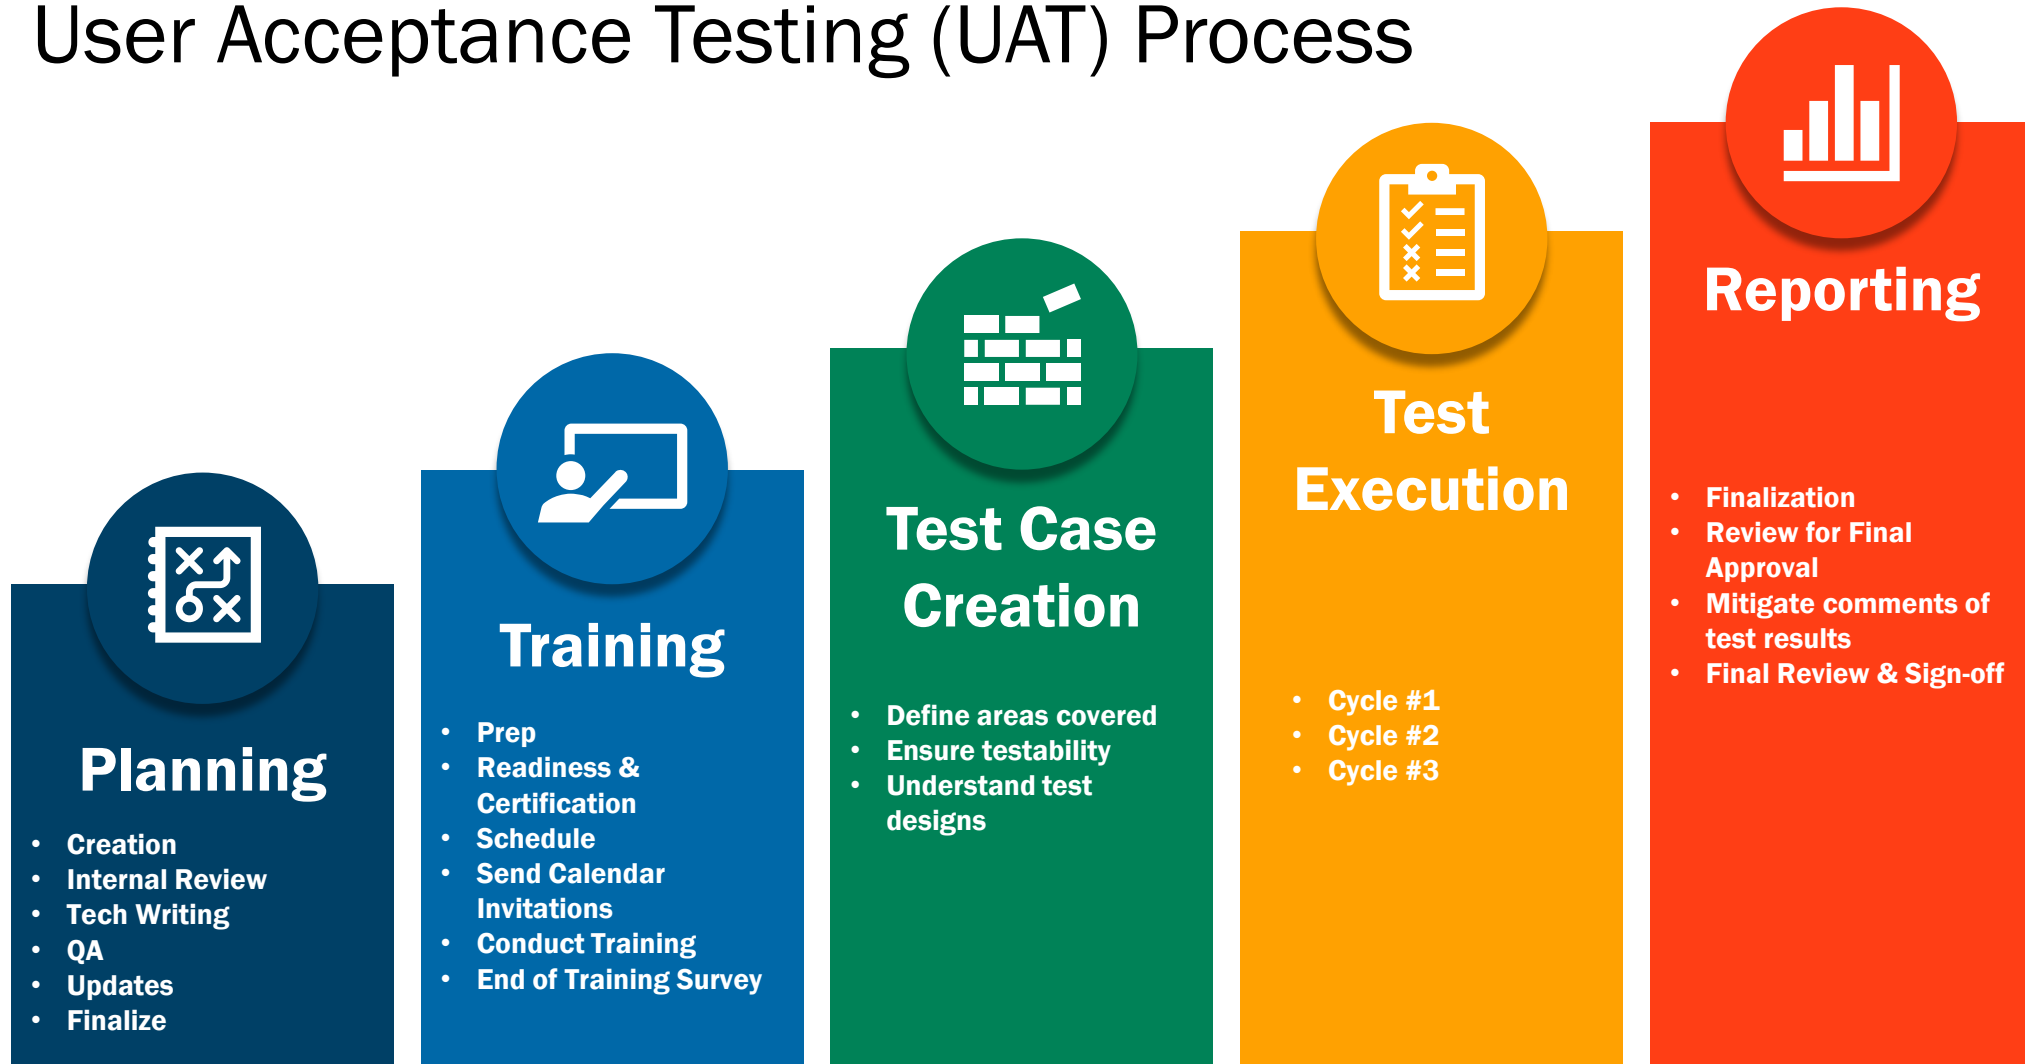 User Acceptance Testing (UAT) Process
Planning
• Creation
• Internal Review
• Tech Writing
• QA
• Updates
• Finalize
Training
• Prep
• Readiness &
Certification
• Schedule
• Send Calendar
Invitations
• Conduct Training
• End of Training Survey
Test Case
Creation
• Define areas covered
• Ensure testability
• Understand test
designs
Test
Execution
• Cycle #1
• Cycle #2
• Cycle #3
Reporting
• Finalization
• Review for Final
Approval
• Mitigate comments of
test results
• Final Review & Sign-off